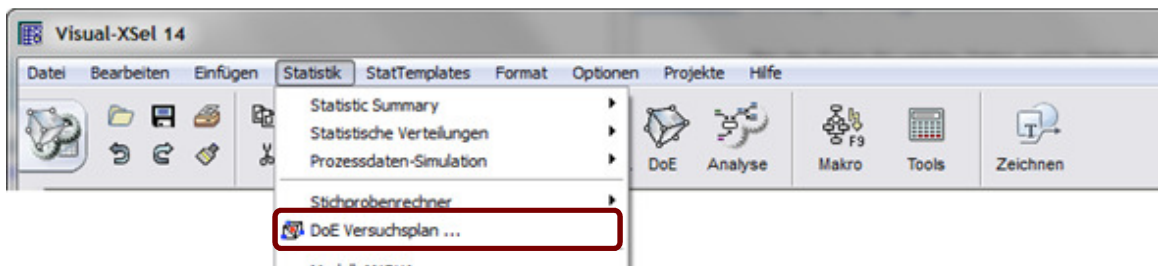 Visual-XSel 14
Datei Bearbeiten Einfügen Statistik StatTemplates Format Optionen Projekte Hilfe
Statistic Summary
Statistische Verteilungen
Prozessdaten-Simulation
F9
DoE Analyse Makro Tools Zeichnen
Stichprobenrechner
DoE Versuchsplan ...